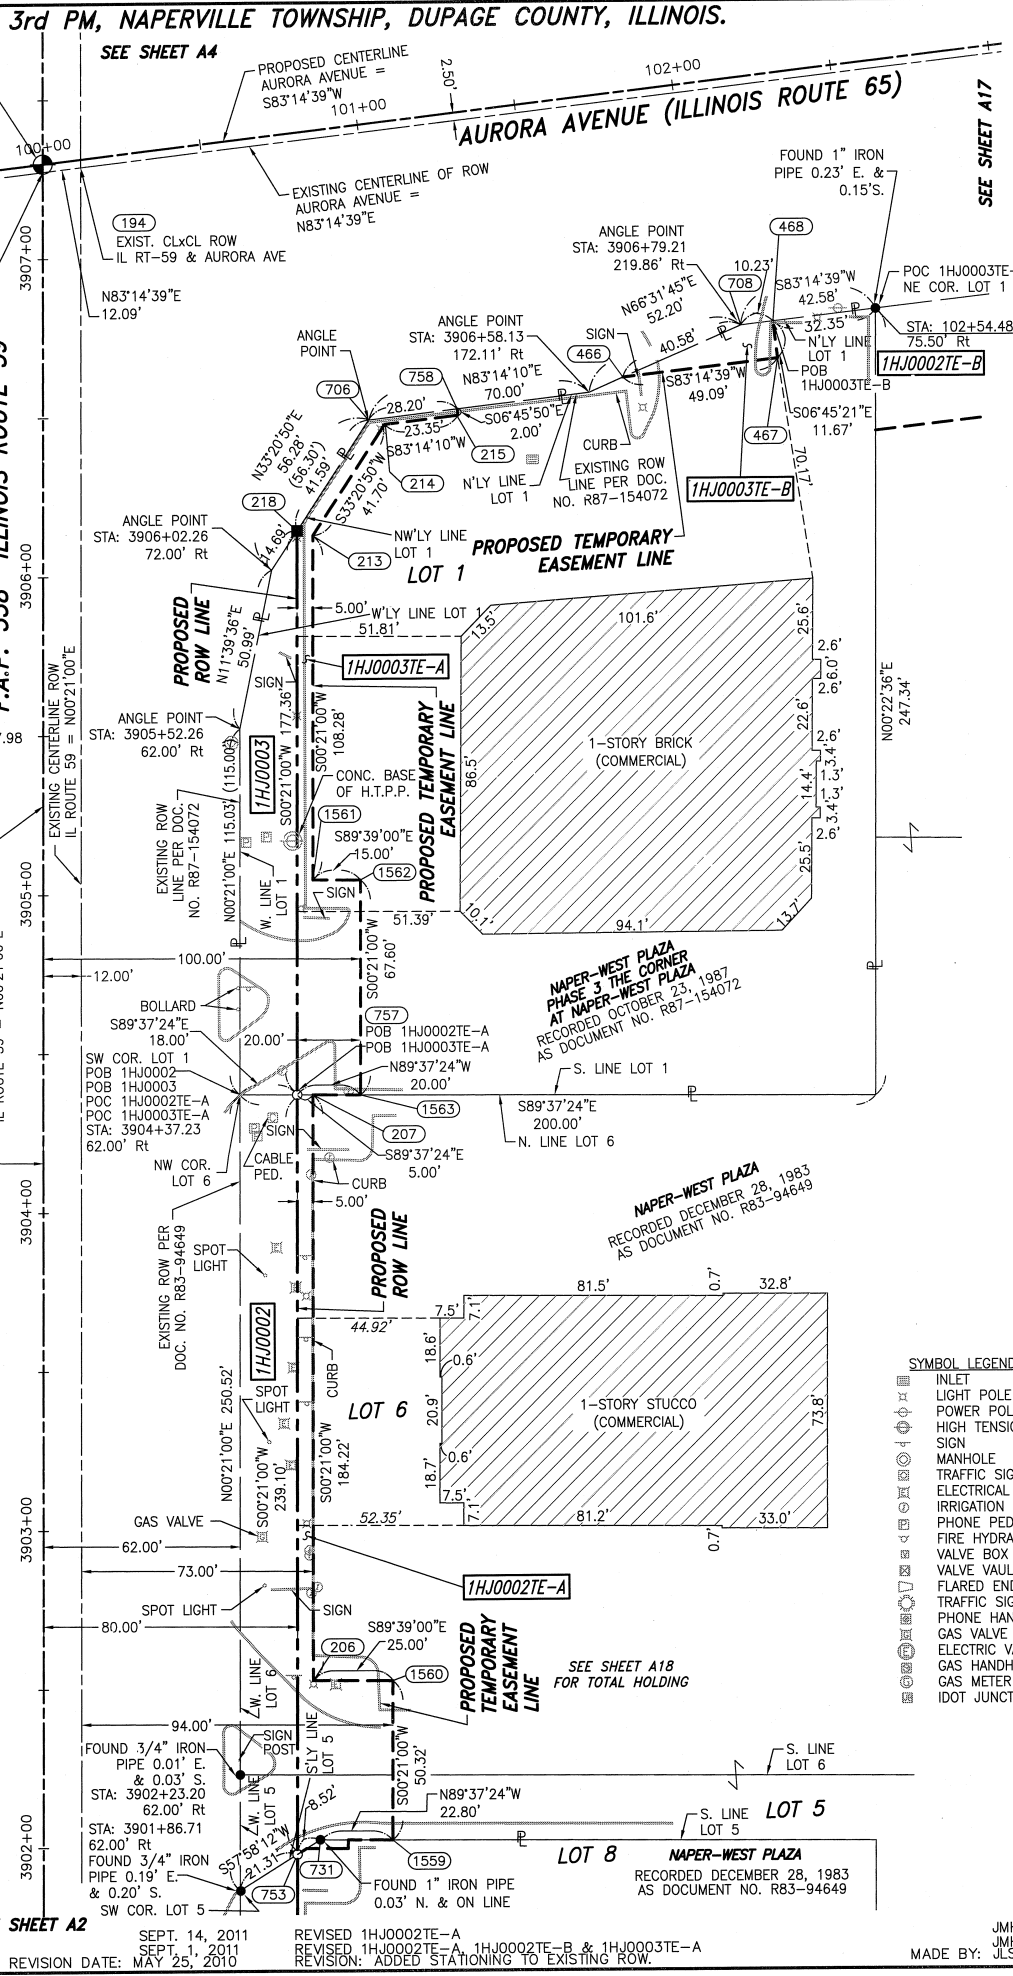 3rd PM, NAPERVILLE TOWNSHIP, DUPAGE COUNTY, ILLINOIS.
SEE SHEET A4
PROPOSED CENTERLINE
AURORA AVENUE =
S83°14'39"W
2.50'
100+00
101+00
102+00
AURORA AVENUE (ILLINOIS ROUTE 65)
SEE SHEET A17
EXISTING CENTERLINE OF ROW
AURORA AVENUE =
N83°14'39"E
194
EXIST. CLxCL ROW
IL RT-59 & AURORA AVE
N83°14'39"E
12.09'
FOUND 1" IRON
PIPE 0.23' E. &
0.15'S.
468
ANGLE POINT
STA: 3906+79.21
219.86' Rt
10.23'
708
S83°14'39"W
42.58'
POC 1HJ0003TE-
NE COR. LOT 1
STA: 102+54.48
75.50' Rt
1HJ0002TE-B
32.35'
N'LY LINE
LOT 1
POB
1HJ0003TE-B
N66°31'45"E
52.20'
40.58'
SIGN
466
ANGLE POINT
STA: 3906+58.13
172.11' Rt
N83°14'10"E
70.00'
ANGLE
POINT
706
758
28.20'
23.35'
S83°14'10"W
S06°45'50"E
2.00'
215
214
S83°14'39"W
49.09'
S06°45'21"E
11.67'
467
70.17'
CURB
N'LY LINE
LOT 1
EXISTING ROW
LINE PER DOC.
NO. R87-154072
1HJ0003TE-B
N33°20'50"E
56.28'
(56.30')
41.59'
S33°20'50"W
41.70'
218
213
14.69'
ANGLE POINT
STA: 3906+02.26
72.00' Rt
NW'LY LINE
LOT 1
LOT 1
PROPOSED TEMPORARY
EASEMENT LINE
3907+00
3906+00
3905+00
3904+00
3903+00
3902+00
F.A.P. 338 ILLINOIS ROUTE 59
7.98
EXISTING CENTERLINE ROW
IL ROUTE 59 = N00°21'00"E
PROPOSED
ROW LINE
5.00'
W'LY LINE LOT 1
51.81'
N11°39'36"E
50.99'
1HJ0003TE-A
SIGN
ANGLE POINT
STA: 3905+52.26
62.00' Rt
1HJ0003
S00°21'00"W 177.36'
S00°21'00"W
108.28'
PROPOSED TEMPORARY
EASEMENT LINE
CONC. BASE
OF H.T.P.P.
EXISTING ROW
LINE PER DOC.
NO. R87-154072
N00°21'00"E 115.03' (115.00')
W. LINE
LOT 1
1561
S89°39'00"E
15.00'
1562
SIGN
51.39'
S00°21'00"W
67.60'
13.5'
101.6'
25.6'
2.6'
6.0'
2.6'
22.6'
2.6'
3.4'
1.3'
14.4'
1.3'
3.4'
2.6'
25.5'
13.7'
94.1'
10.1'
86.5'
1-STORY BRICK
(COMMERCIAL)
N00°22'36"E
247.34'
NAPER-WEST PLAZA
PHASE 3 THE CORNER
AT NAPER-WEST PLAZA
RECORDED OCTOBER 23, 1987
AS DOCUMENT NO. R87-154072
100.00'
12.00'
BOLLARD
S89°37'24"E
18.00'
20.00'
757
POB 1HJ0002TE-A
POB 1HJ0003TE-A
N89°37'24"W
20.00'
SW COR. LOT 1
POB 1HJ0002
POB 1HJ0003
POC 1HJ0002TE-A
POC 1HJ0003TE-A
STA: 3904+37.23
62.00' Rt
S. LINE LOT 1
S89°37'24"E
200.00'
N. LINE LOT 6
1563
207
S89°37'24"E
5.00'
SIGN
CABLE
PED.
NW COR.
LOT 6
CURB
5.00'
EXISTING ROW PER
DOC. NO. R83-94649
SPOT
LIGHT
PROPOSED
ROW LINE
NAPER-WEST PLAZA
RECORDED DECEMBER 28, 1983
AS DOCUMENT NO. R83-94649
1HJ0002
44.92'
7.5'
7.1'
81.5'
0.7'
32.8'
18.6'
0.6'
20.9'
0.6'
18.7'
7.5'
7.1'
81.2'
0.7'
33.0'
73.8'
1-STORY STUCCO
(COMMERCIAL)
CURB
SPOT
LIGHT
LOT 6
N00°21'00"E 250.52'
S00°21'00"W
239.10'
S00°21'00"W
184.22'
52.35'
GAS VALVE
62.00'
73.00'
1HJ0002TE-A
SPOT LIGHT
SIGN
80.00'
206
S89°39'00"E
25.00'
1560
PROPOSED
TEMPORARY
EASEMENT
LINE
SEE SHEET A18
FOR TOTAL HOLDING
SYMBOL LEGEND
INLET
LIGHT POLE
POWER POL
HIGH TENSIO
SIGN
MANHOLE
TRAFFIC SIG
ELECTRICAL
IRRIGATION
PHONE PED
FIRE HYDRA
VALVE BOX
VALVE VAUL
FLARED END
TRAFFIC SIG
PHONE HAN
GAS VALVE
ELECTRIC VA
GAS HANDH
GAS METER
IDOT JUNCT
W. LINE
LOT 6
94.00'
SIGN
POST
S'LY LINE
LOT 5
S00°21'00"W
50.32'
FOUND 3/4" IRON
PIPE 0.01' E.
& 0.03' S.
STA: 3902+23.20
62.00' Rt
W. LINE
LOT 5
STA: 3901+86.71
62.00' Rt
FOUND 3/4" IRON
PIPE 0.19' E.
& 0.20' S.
SW COR. LOT 5
S57°58'12"W
21.31'
8.52'
N89°37'24"W
22.80'
753
731
1559
FOUND 1" IRON PIPE
0.03' N. & ON LINE
S. LINE
LOT 6
S. LINE
LOT 5
LOT 5
LOT 8
NAPER-WEST PLAZA
RECORDED DECEMBER 28, 1983
AS DOCUMENT NO. R83-94649
SHEET A2
SEPT. 14, 2011 REVISED 1HJ0002TE-A
SEPT. 1, 2011 REVISED 1HJ0002TE-A, 1HJ0002TE-B & 1HJ0003TE-A
REVISION DATE: MAY 25, 2010 REVISION: ADDED STATIONING TO EXISTING ROW.
JMH
JMH
MADE BY: JLS